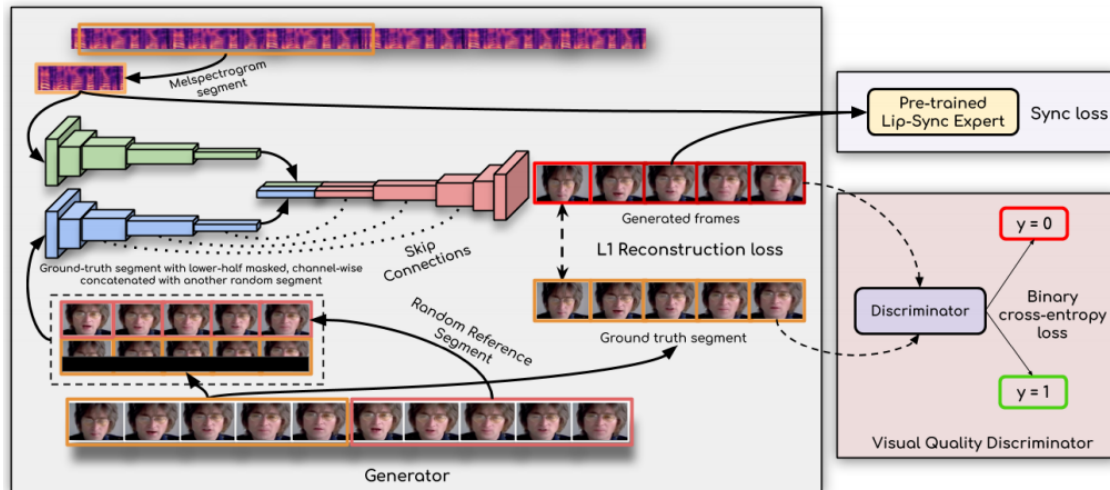 Melspectrogram
segment
Pre-trained
Lip-Sync Expert
Sync loss
Generated frames
L1 Reconstruction loss
Skip
Connections
Ground-truth segment with lower-half masked, channel-wise
concatenated with another random segment
Random Reference
Segment
Ground truth segment
y = 0
Discriminator
Binary
cross-entropy
loss
y = 1
Visual Quality Discriminator
Generator